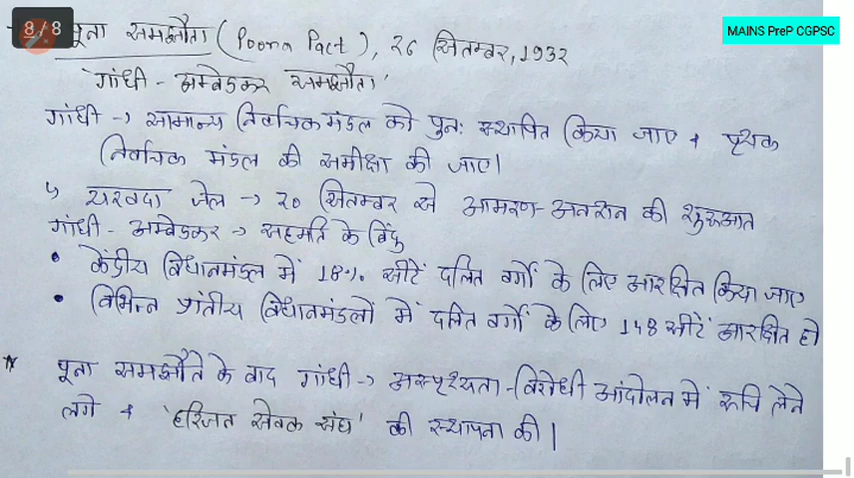 8 / 8
MAINS PreP CGPSC
पूना समझौता (Poona Pact), 26 सितम्बर, 1932
'गांधी - अम्बेडकर समझौता'
गांधी → सामान्य निर्वाचक मंडल को पुनः स्थापित किया जाए + पृथक
निर्वाचक मंडल की समीक्षा की जाए।
↳ यरवदा जेल → 20 सितम्बर से आमरण-अनशन की शुरुआत
गांधी - अम्बेडकर → सहमति के बिंदु
• केंद्रीय विधानमंडल में 18% सीटें दलित वर्गों के लिए आरक्षित किया जाए
• विभिन्न प्रांतीय विधानमंडलों में दलित वर्गों के लिए 148 सीटें आरक्षित हो
* पूना समझौते के बाद गांधी → अस्पृश्यता-विरोधी आंदोलन में रुचि लेने
लगे + 'हरिजन सेवक संघ' की स्थापना की।